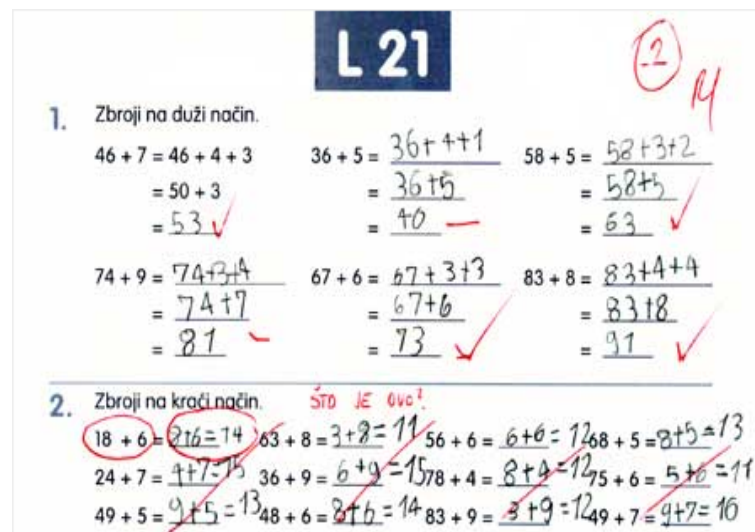 L 21
-2
1. Zbroji na duži način.
46 + 7 = 46 + 4 + 3 36 + 5 = 36+4+1 58 + 5 = 58+3+2
= 50 + 3 = 36+5 = 58+5
= 53 = 40 = 63
74 + 9 = 74+3+4 67 + 6 = 67+3+3 83 + 8 = 83+4+4
= 74+7 = 67+6 = 83+8
= 81 = 73 = 91
2. Zbroji na kraći način. ŠTO JE OVO?
18 + 6 = 8+6=14 63 + 8 = 3+8=11 56 + 6 = 6+6=12 68 + 5 = 8+5=13
24 + 7 = 4+7=15 36 + 9 = 6+9=15 78 + 4 = 8+4=12 75 + 6 = 5+6=11
49 + 5 = 9+5=13 48 + 6 = 8+6=14 83 + 9 = 3+9=12 49 + 7 = 9+7=16